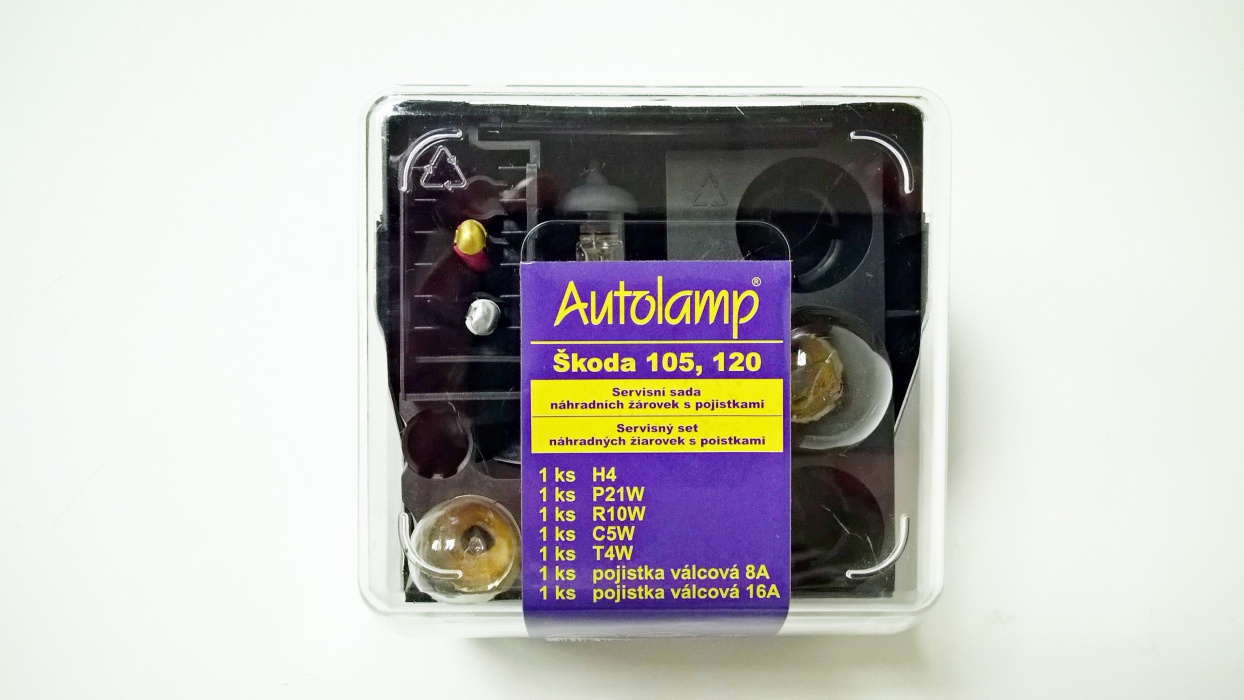 Autolamp®
Škoda 105, 120
Servisní sada
náhradních žárovek s pojistkami
Servisný set
náhradných žiarovek s poistkami
1 ks H4
1 ks P21W
1 ks R10W
1 ks C5W
1 ks T4W
1 ks pojistka válcová 8A
1 ks pojistka válcová 16A